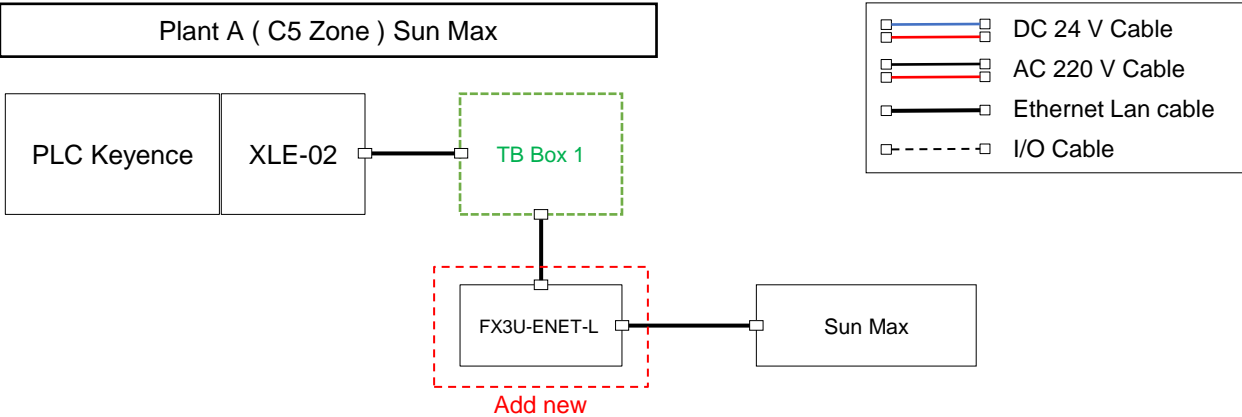 Plant A ( C5 Zone ) Sun Max
DC 24 V Cable
AC 220 V Cable
Ethernet Lan cable
I/O Cable
PLC Keyence
XLE-02
TB Box 1
FX3U-ENET-L
Sun Max
Add new